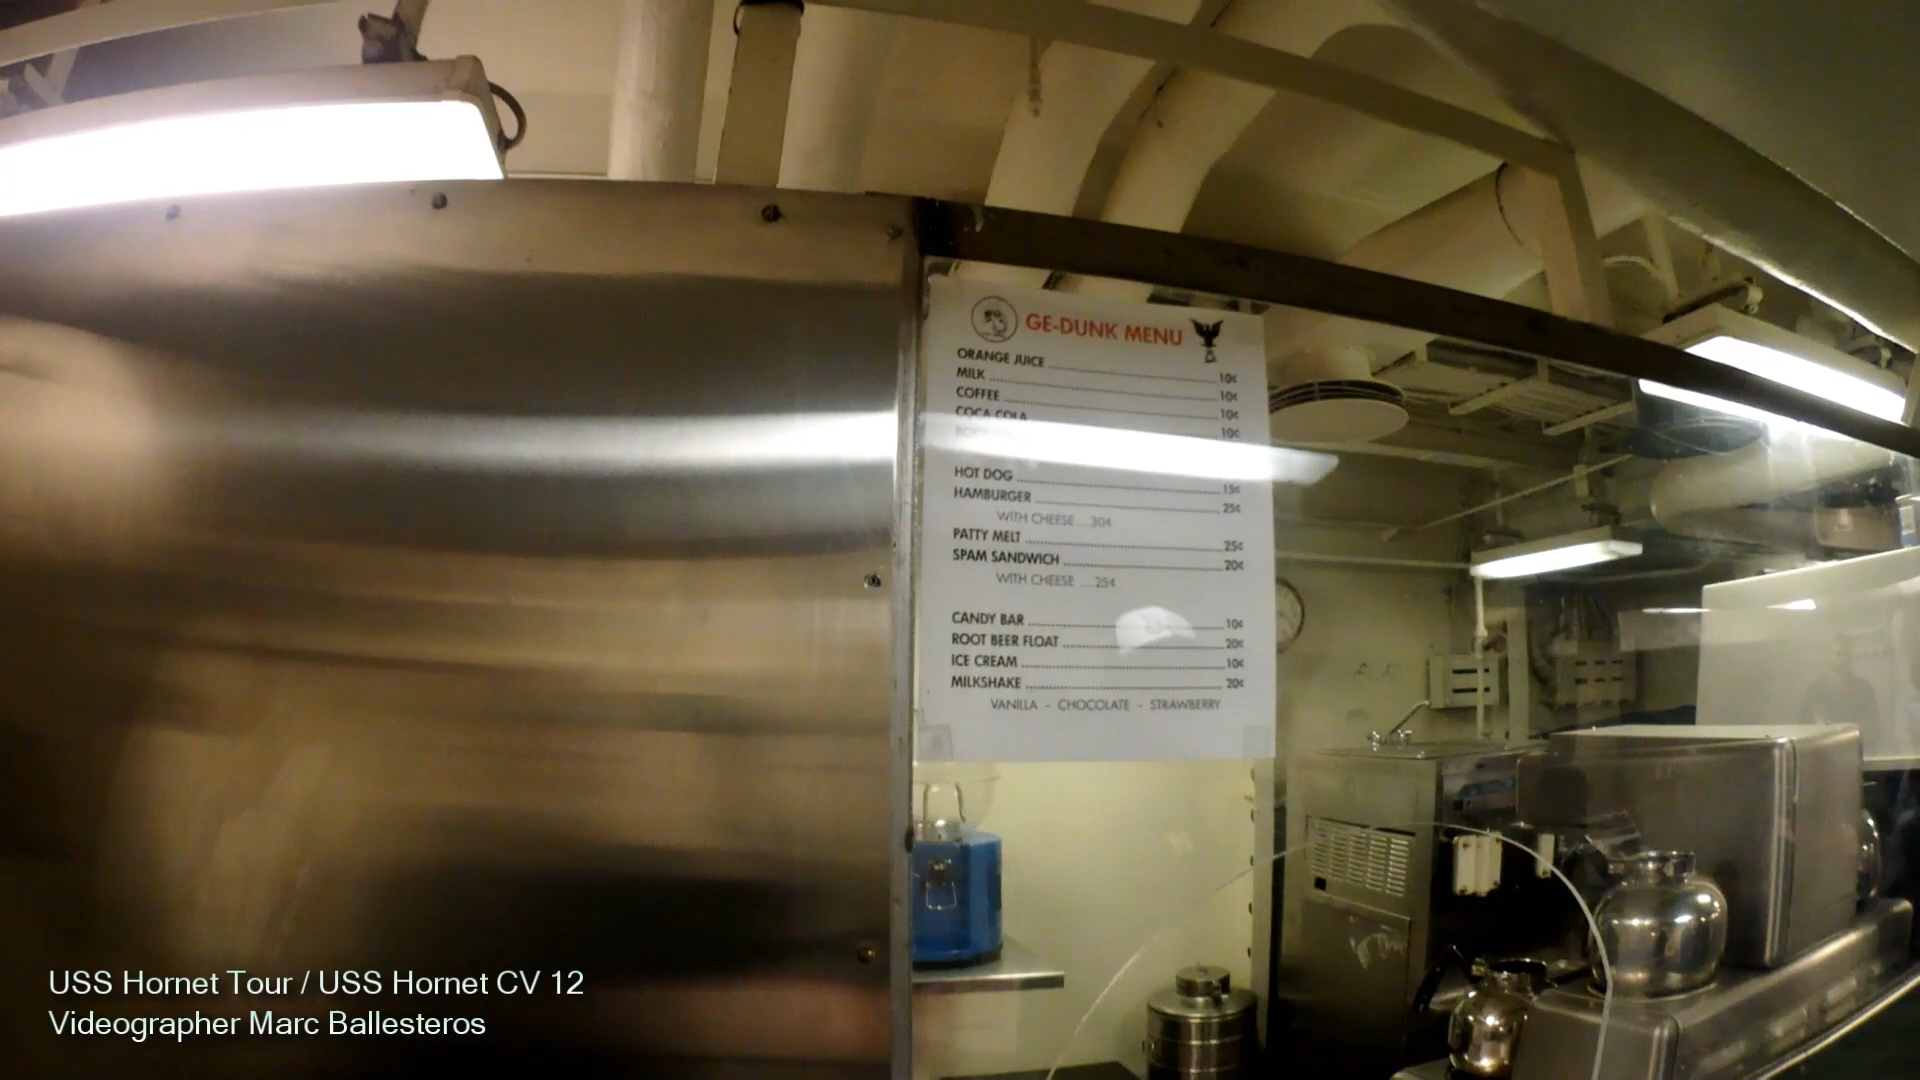 GE-DUNK MENU
ORANGE JUICE 10¢
MILK 10¢
COFFEE 10¢
COCA COLA 10¢
HOT DOG 15¢
HAMBURGER 25¢
WITH CHEESE 30¢
PATTY MELT 25¢
SPAM SANDWICH 20¢
WITH CHEESE 25¢
CANDY BAR 10¢
ROOT BEER FLOAT 20¢
ICE CREAM 10¢
MILKSHAKE 20¢
VANILLA - CHOCOLATE - STRAWBERRY
USS Hornet Tour / USS Hornet CV 12
Videographer Marc Ballesteros